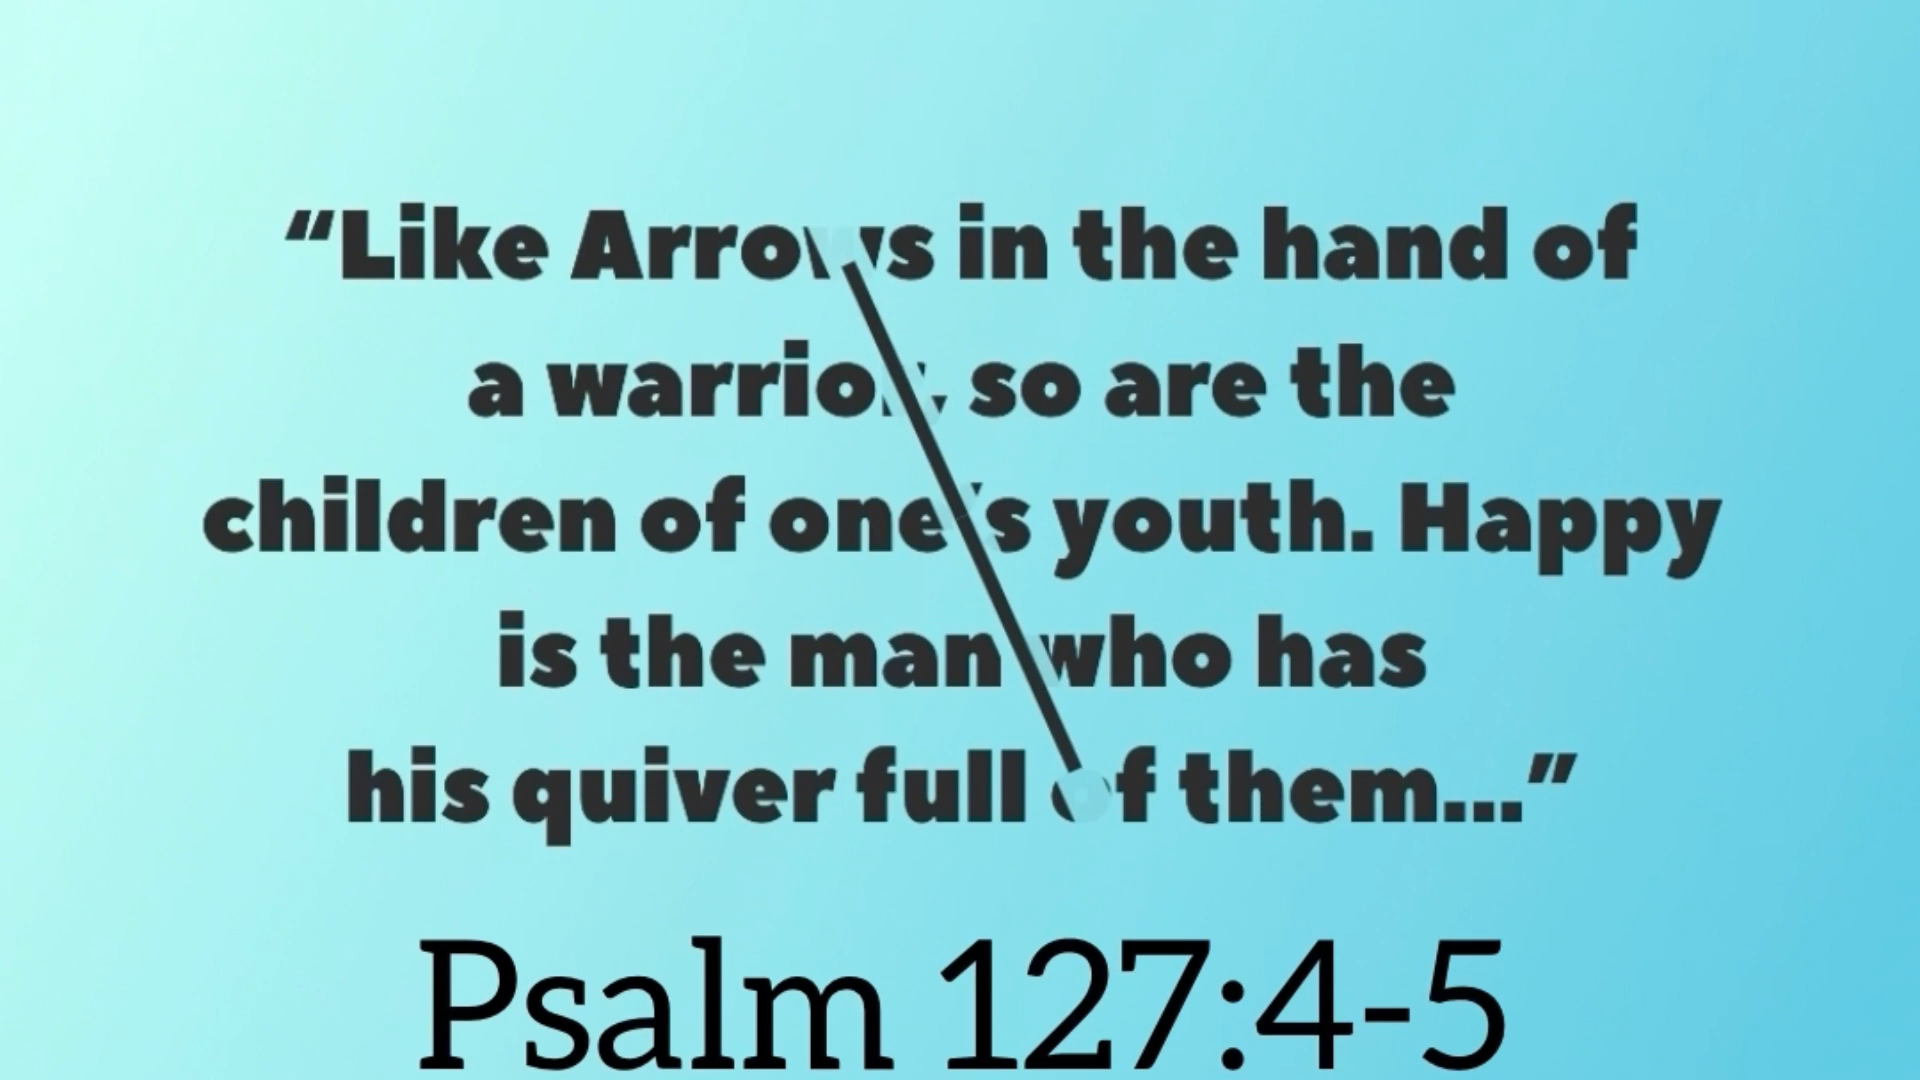 “Like Arrows in the hand of
a warrior, so are the
children of one's youth. Happy
is the man who has
his quiver full of them...”
Psalm 127:4-5